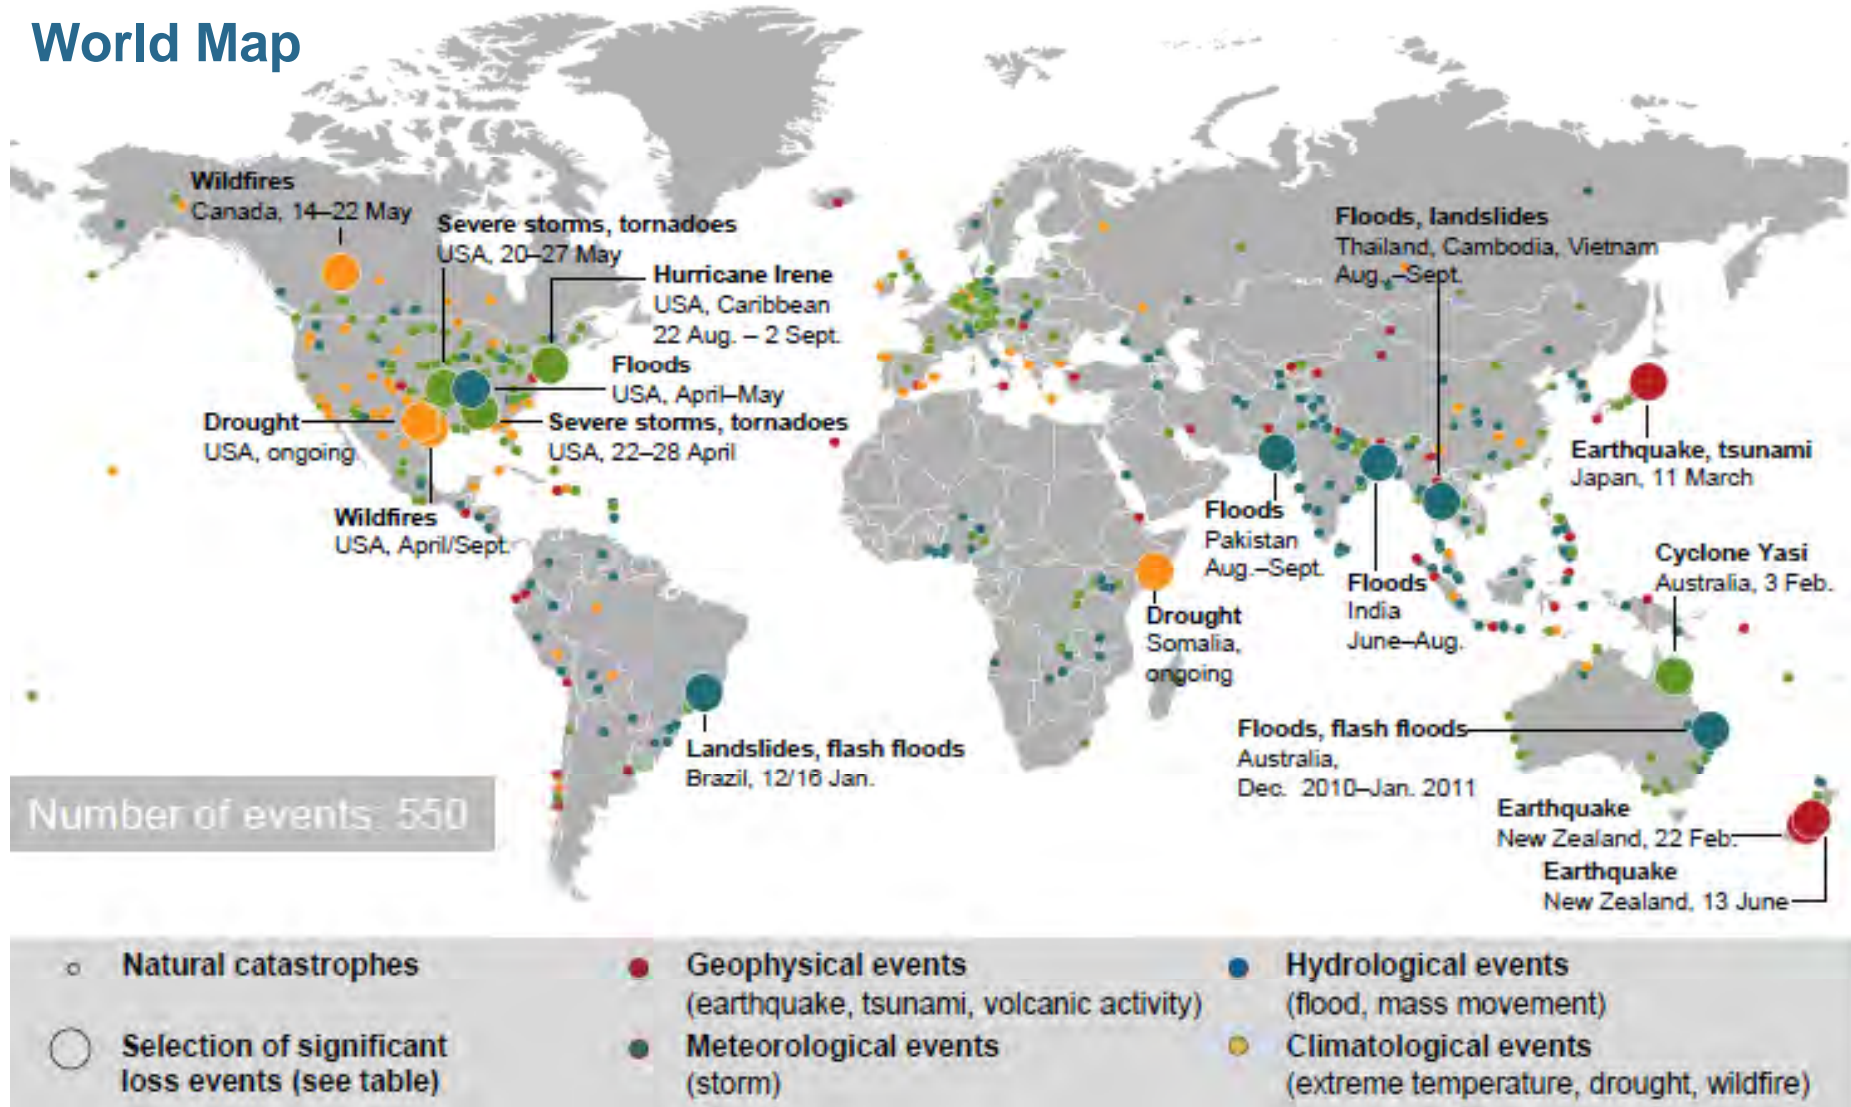 World Map
Wildfires
Canada, 14–22 May
Severe storms, tornadoes
USA, 20–27 May
Hurricane Irene
USA, Caribbean
22 Aug. – 2 Sept.
Floods
USA, April–May
Drought
USA, ongoing
Severe storms, tornadoes
USA, 22–28 April
Wildfires
USA, April/Sept.
Landslides, flash floods
Brazil, 12/16 Jan.
Floods, landslides
Thailand, Cambodia, Vietnam
Aug.–Sept.
Earthquake, tsunami
Japan, 11 March
Floods
Pakistan
Aug.–Sept.
Floods
India
June–Aug.
Drought
Somalia,
ongoing
Cyclone Yasi
Australia, 3 Feb.
Floods, flash floods
Australia,
Dec. 2010–Jan. 2011
Earthquake
New Zealand, 22 Feb.
Earthquake
New Zealand, 13 June
Number of events: 550
Natural catastrophes
Selection of significant
loss events (see table)
Geophysical events
(earthquake, tsunami, volcanic activity)
Meteorological events
(storm)
Hydrological events
(flood, mass movement)
Climatological events
(extreme temperature, drought, wildfire)